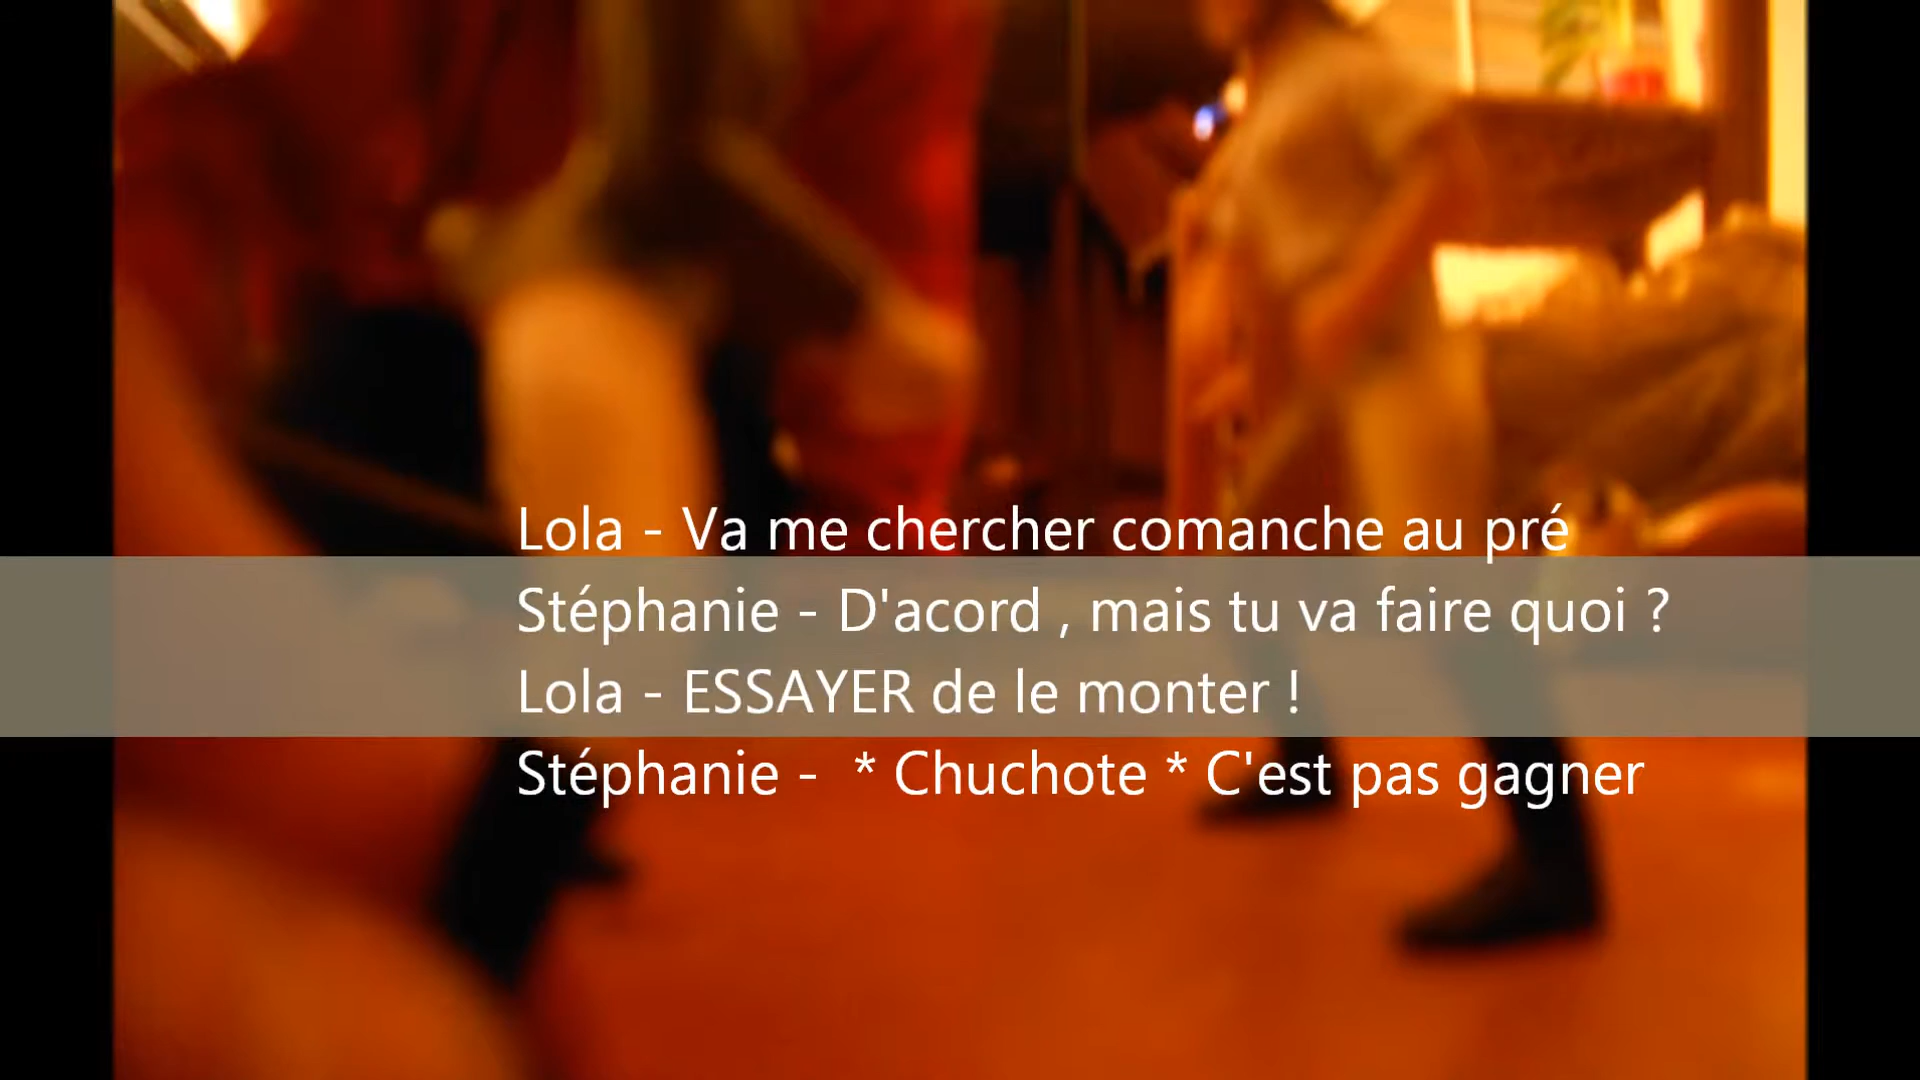 Lola - Va me chercher comanche au pré
Stéphanie - D'acord , mais tu va faire quoi ?
Lola - ESSAYER de le monter !
Stéphanie -  * Chuchote * C'est pas gagner